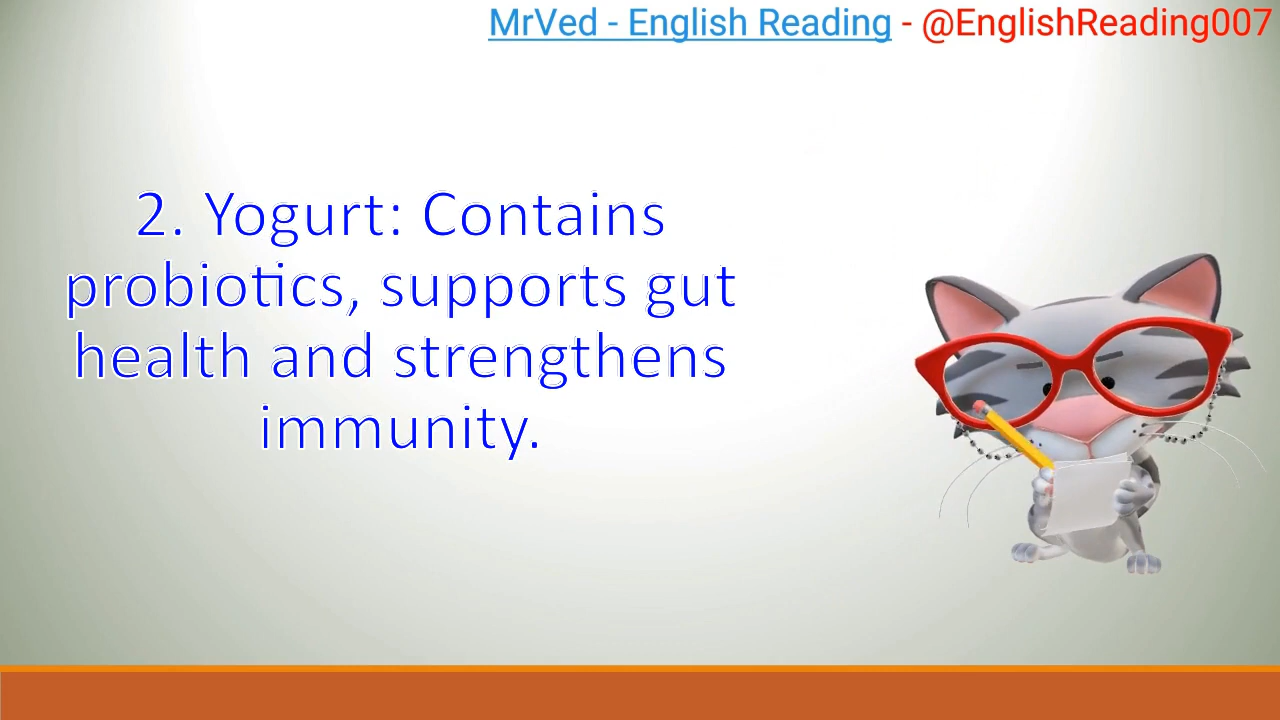 MrVed - English Reading - @EnglishReading007
2. Yogurt: Contains
probiotics, supports gut
health and strengthens
immunity.